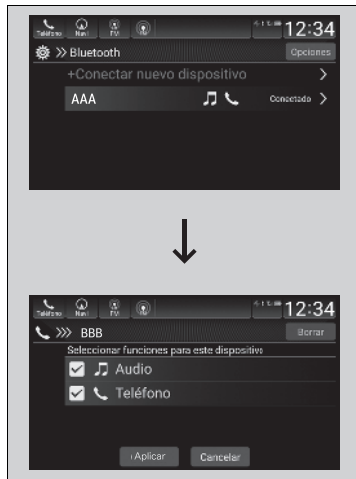 Teléfono Navi FM 12:34
Bluetooth Opciones
+Conectar nuevo dispositivo
AAA Conectado
Teléfono Navi FM 12:34
BBB Borrar
Seleccionar funciones para este dispositivo
Audio
Teléfono
Aplicar Cancelar